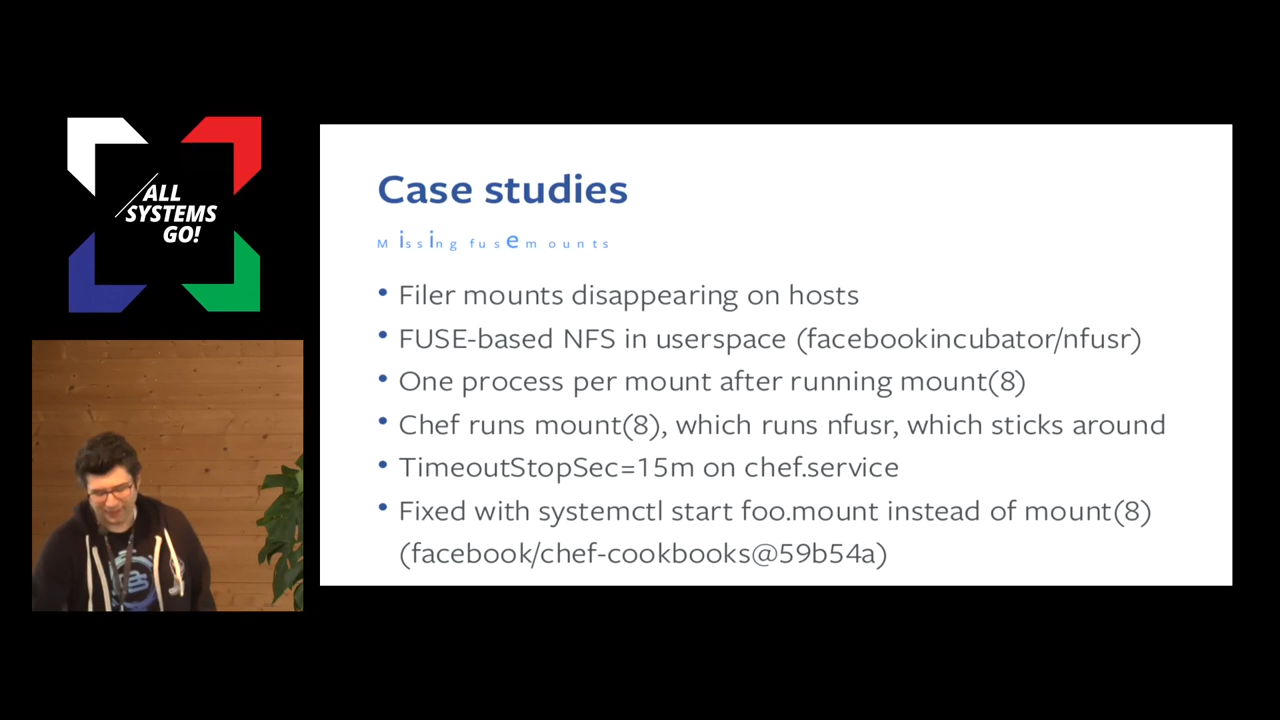 ALL
SYSTEMS
GO!
Case studies
Missing fuse mounts
• Filer mounts disappearing on hosts
• FUSE-based NFS in userspace (facebookincubator/nfusr)
• One process per mount after running mount(8)
• Chef runs mount(8), which runs nfusr, which sticks around
• TimeoutStopSec=15m on chef.service
• Fixed with systemctl start foo.mount instead of mount(8)
(facebook/chef-cookbooks@59b54a)